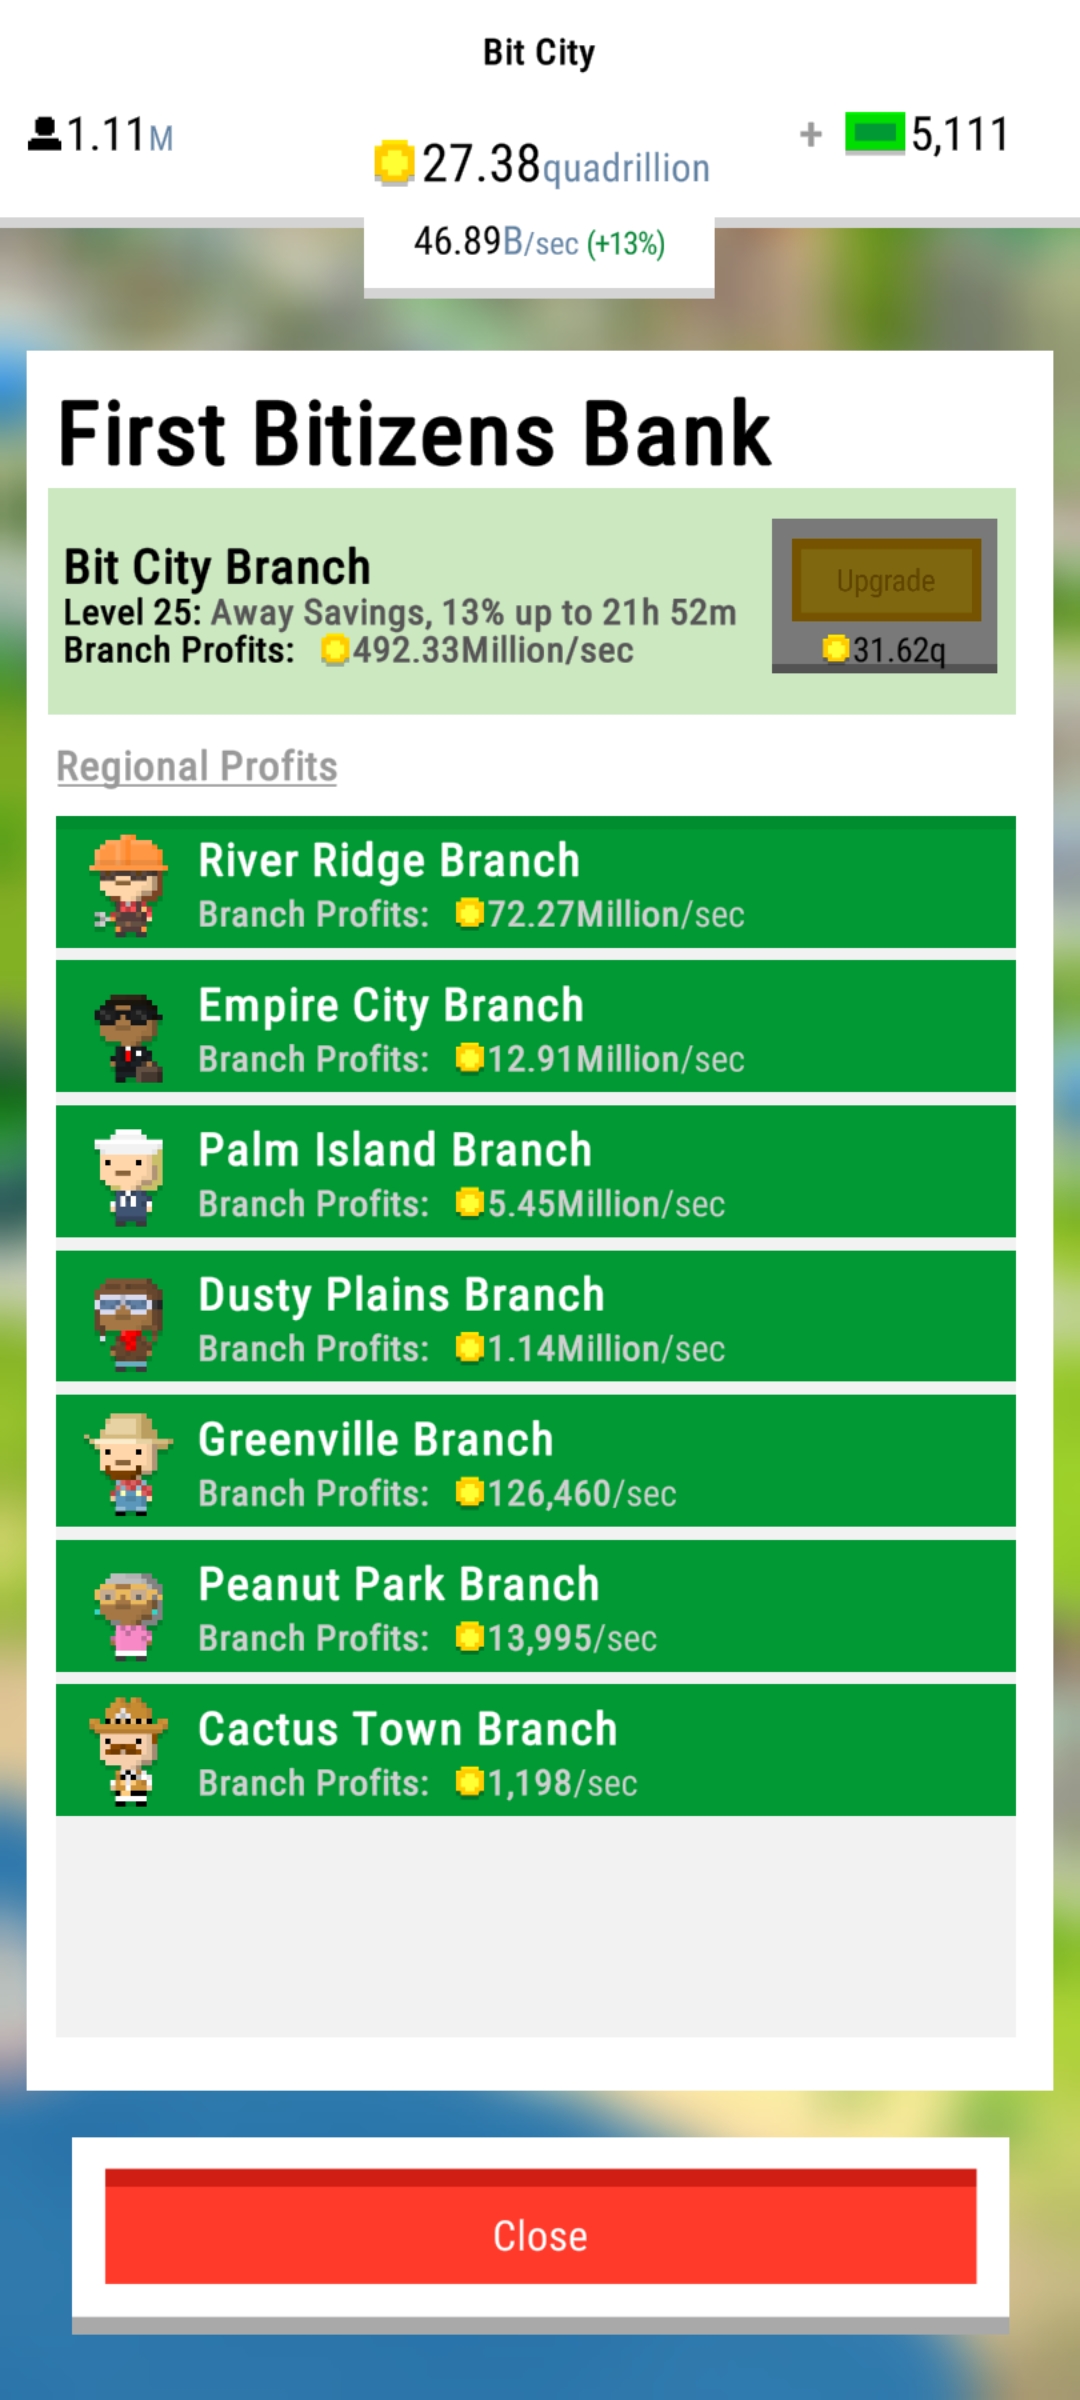 Bit City
1.11M
27.38quadrillion
+ 5,111
46.89B/sec (+13%)
First Bitizens Bank
Bit City Branch
Level 25: Away Savings, 13% up to 21h 52m
Branch Profits: 492.33Million/sec
Upgrade
31.62q
Regional Profits
River Ridge Branch
Branch Profits: 72.27Million/sec
Empire City Branch
Branch Profits: 12.91Million/sec
Palm Island Branch
Branch Profits: 5.45Million/sec
Dusty Plains Branch
Branch Profits: 1.14Million/sec
Greenville Branch
Branch Profits: 126,460/sec
Peanut Park Branch
Branch Profits: 13,995/sec
Cactus Town Branch
Branch Profits: 1,198/sec
Close